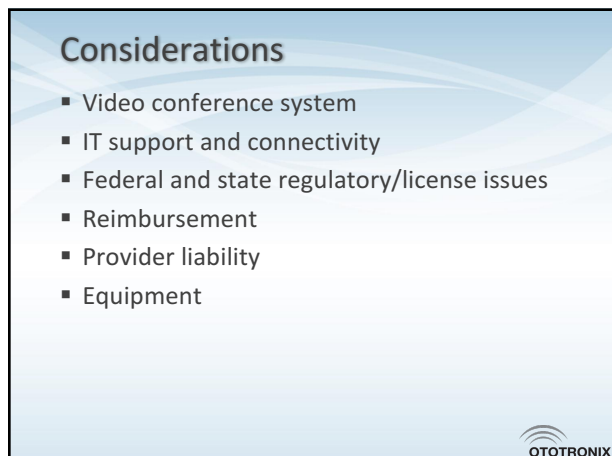 Considerations
▪ Video conference system
▪ IT support and connectivity
▪ Federal and state regulatory/license issues
▪ Reimbursement
▪ Provider liability
▪ Equipment
OTOTRONIX